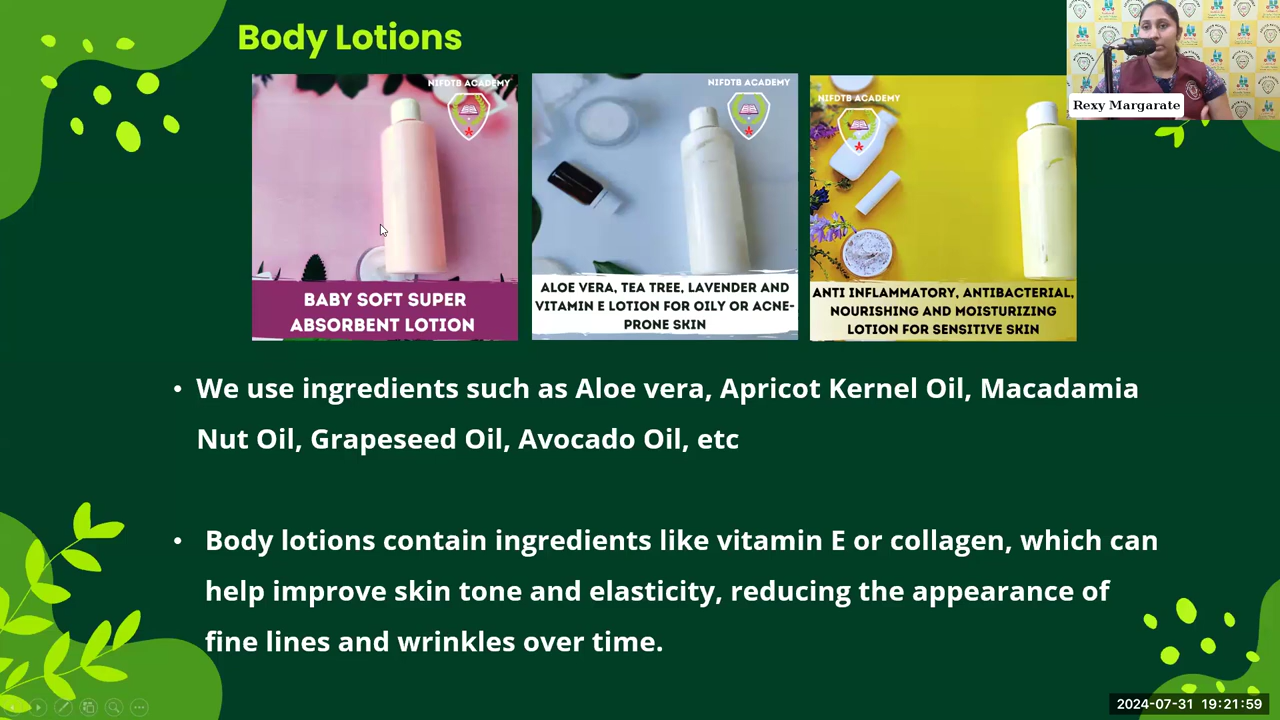 Body Lotions
NIFDTB ACADEMY
BABY SOFT SUPER
ABSORBENT LOTION
NIFDTB ACADEMY
ALOE VERA, TEA TREE, LAVENDER AND
VITAMIN E LOTION FOR OILY OR ACNE-
PRONE SKIN
NIFDTB ACADEMY
ANTI INFLAMMATORY, ANTIBACTERIAL,
NOURISHING AND MOISTURIZING
LOTION FOR SENSITIVE SKIN
Rexy Margarate
• We use ingredients such as Aloe vera, Apricot Kernel Oil, Macadamia
Nut Oil, Grapeseed Oil, Avocado Oil, etc
• Body lotions contain ingredients like vitamin E or collagen, which can
help improve skin tone and elasticity, reducing the appearance of
fine lines and wrinkles over time.
2024-07-31 19:21:59